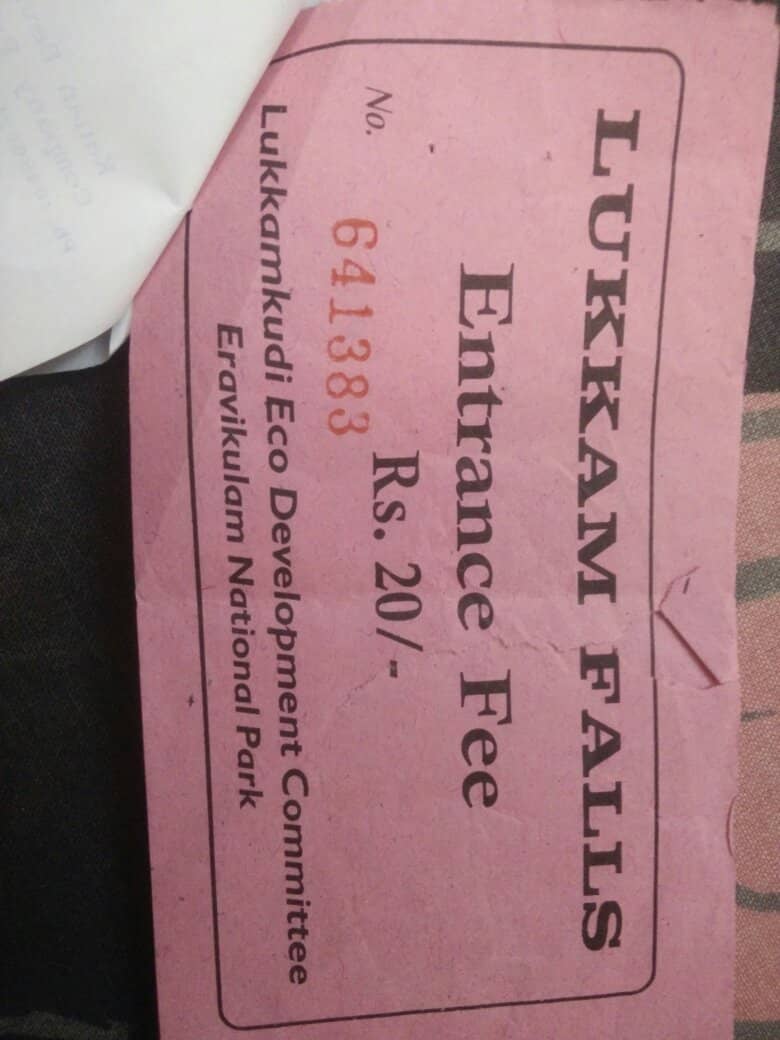 LUKKAM FALLS
Entrance Fee
No. 641383 Rs. 20/-
Lukkamkudi Eco Development Committee
Eravikulam National Park